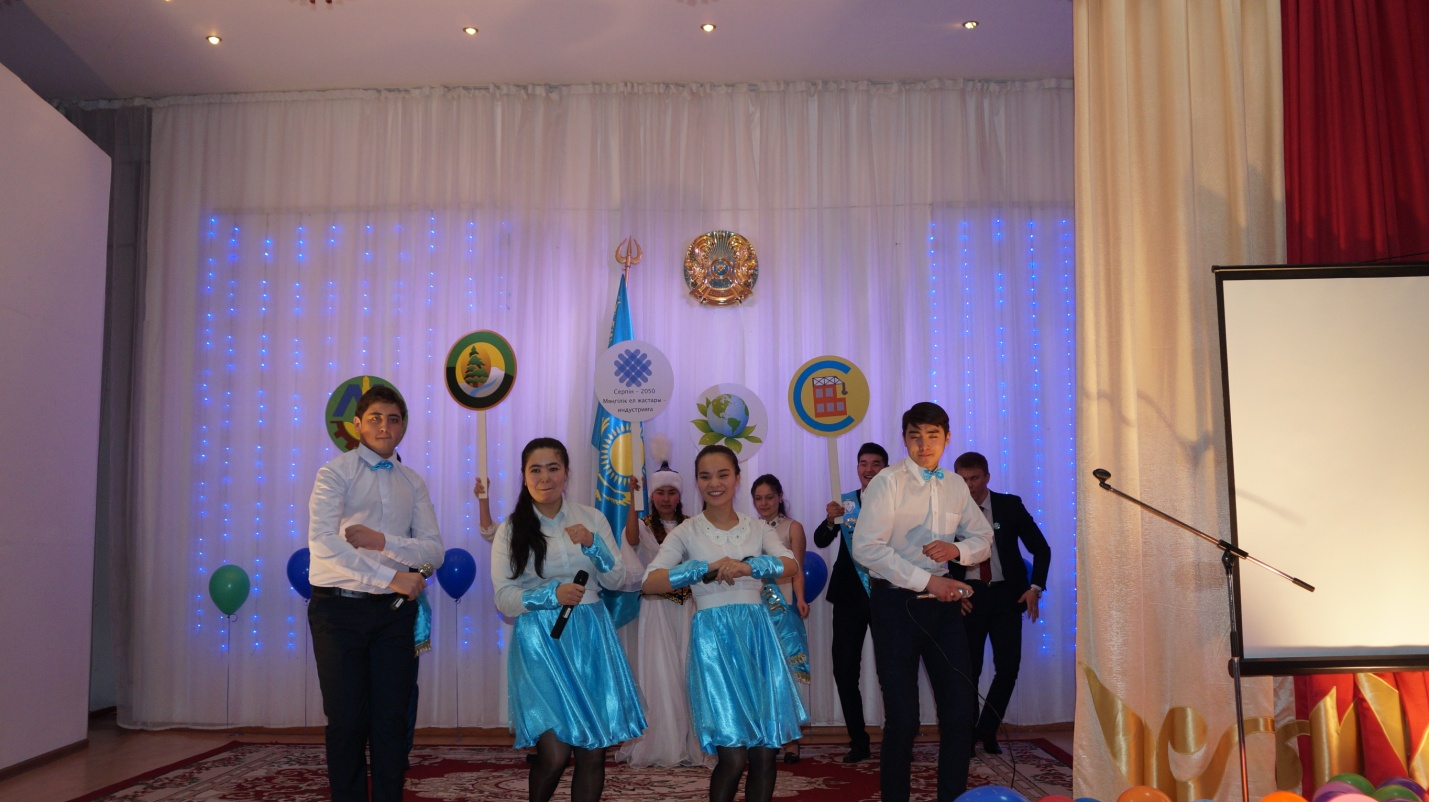 Серпін – 2050
Мәңгілік ел жастары –
индустрияға